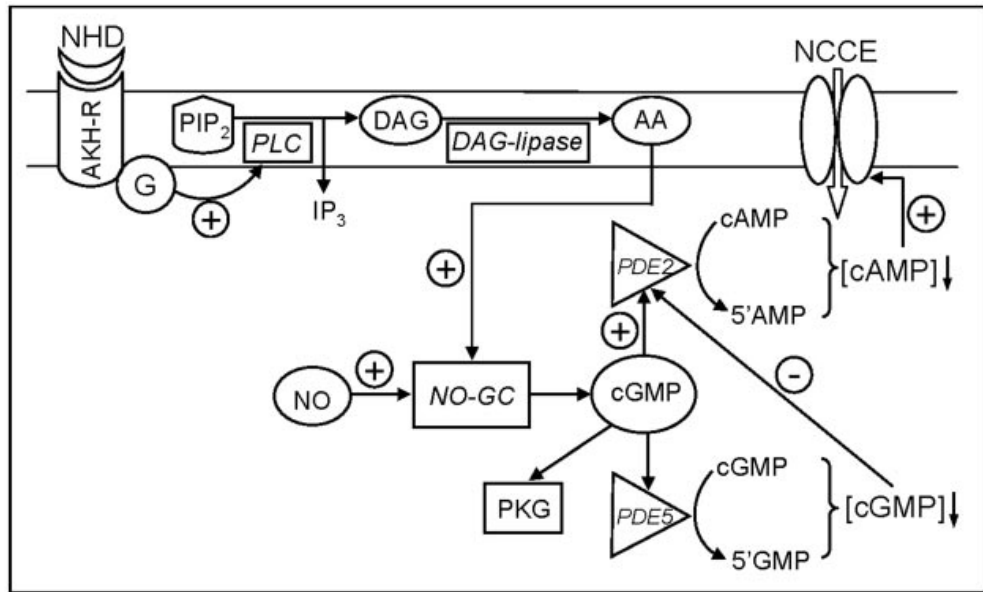 NHD
NCCE
AKH-R
PIP2
PLC
DAG
DAG-lipase
AA
G
+
IP3
+
cAMP
PDE2
5'AMP
[cAMP]↓
+
NO
+
NO-GC
+
cGMP
-
PKG
PDE5
cGMP
5'GMP
[cGMP]↓